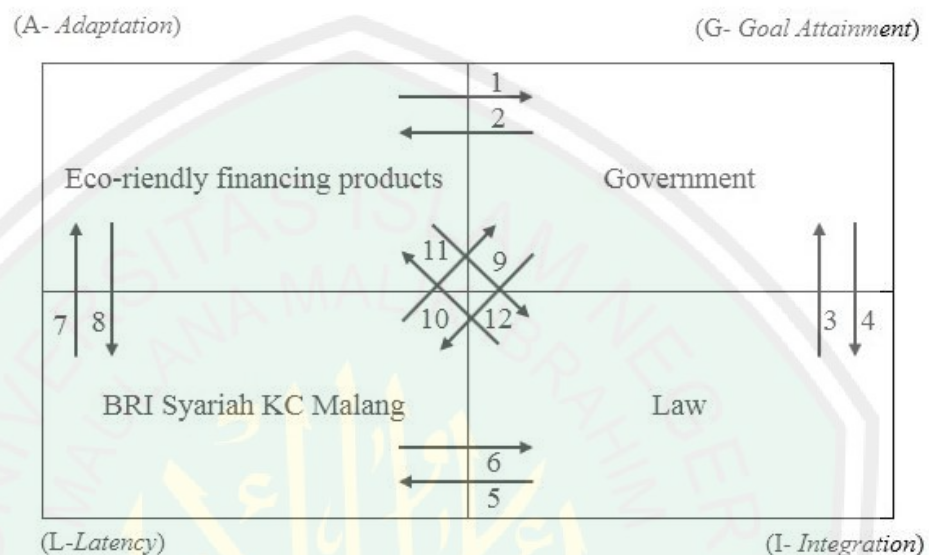 (A- Adaptation)
(G- Goal Attainment)
1
2
Eco-riendly financing products
Government
11
9
7
8
10
12
3
4
BRI Syariah KC Malang
Law
6
5
(L-Latency)
(I- Integration)